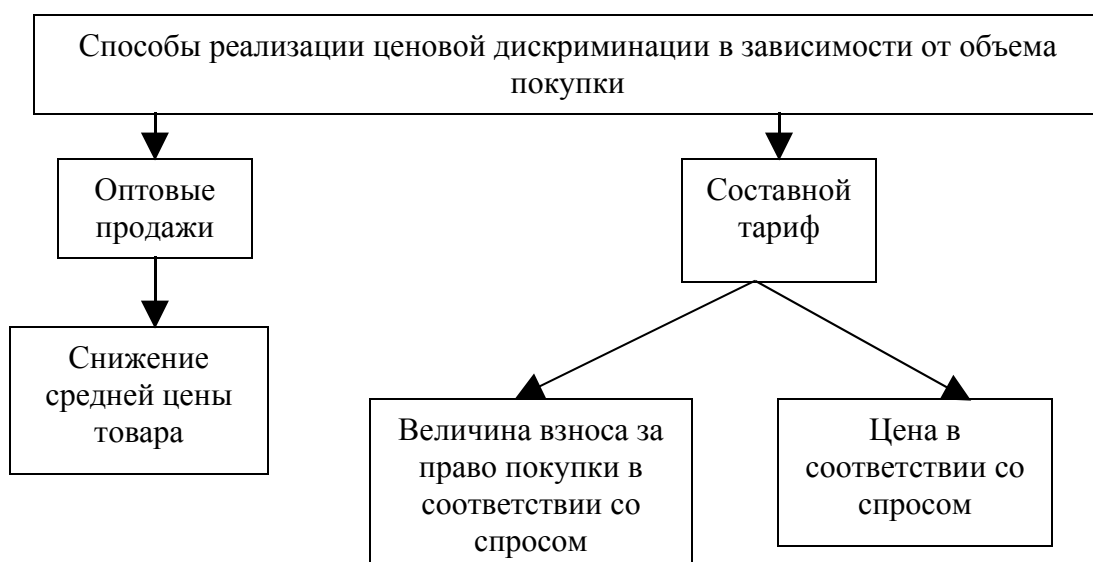 Способы реализации ценовой дискриминации в зависимости от объема
покупки
Оптовые
продажи
Составной
тариф
Снижение
средней цены
товара
Величина взноса за
право покупки в
соответствии со
спросом
Цена в
соответствии со
спросом